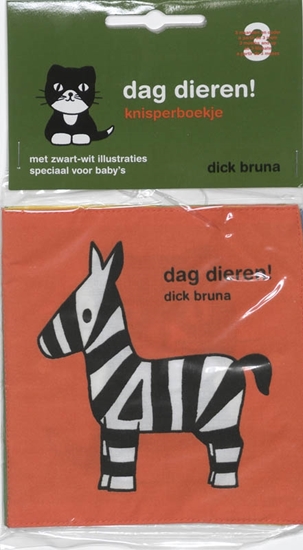 3
dag dieren!
knisperboekje
met zwart-wit illustraties
speciaal voor baby's
dick bruna
dag dieren!
dick bruna